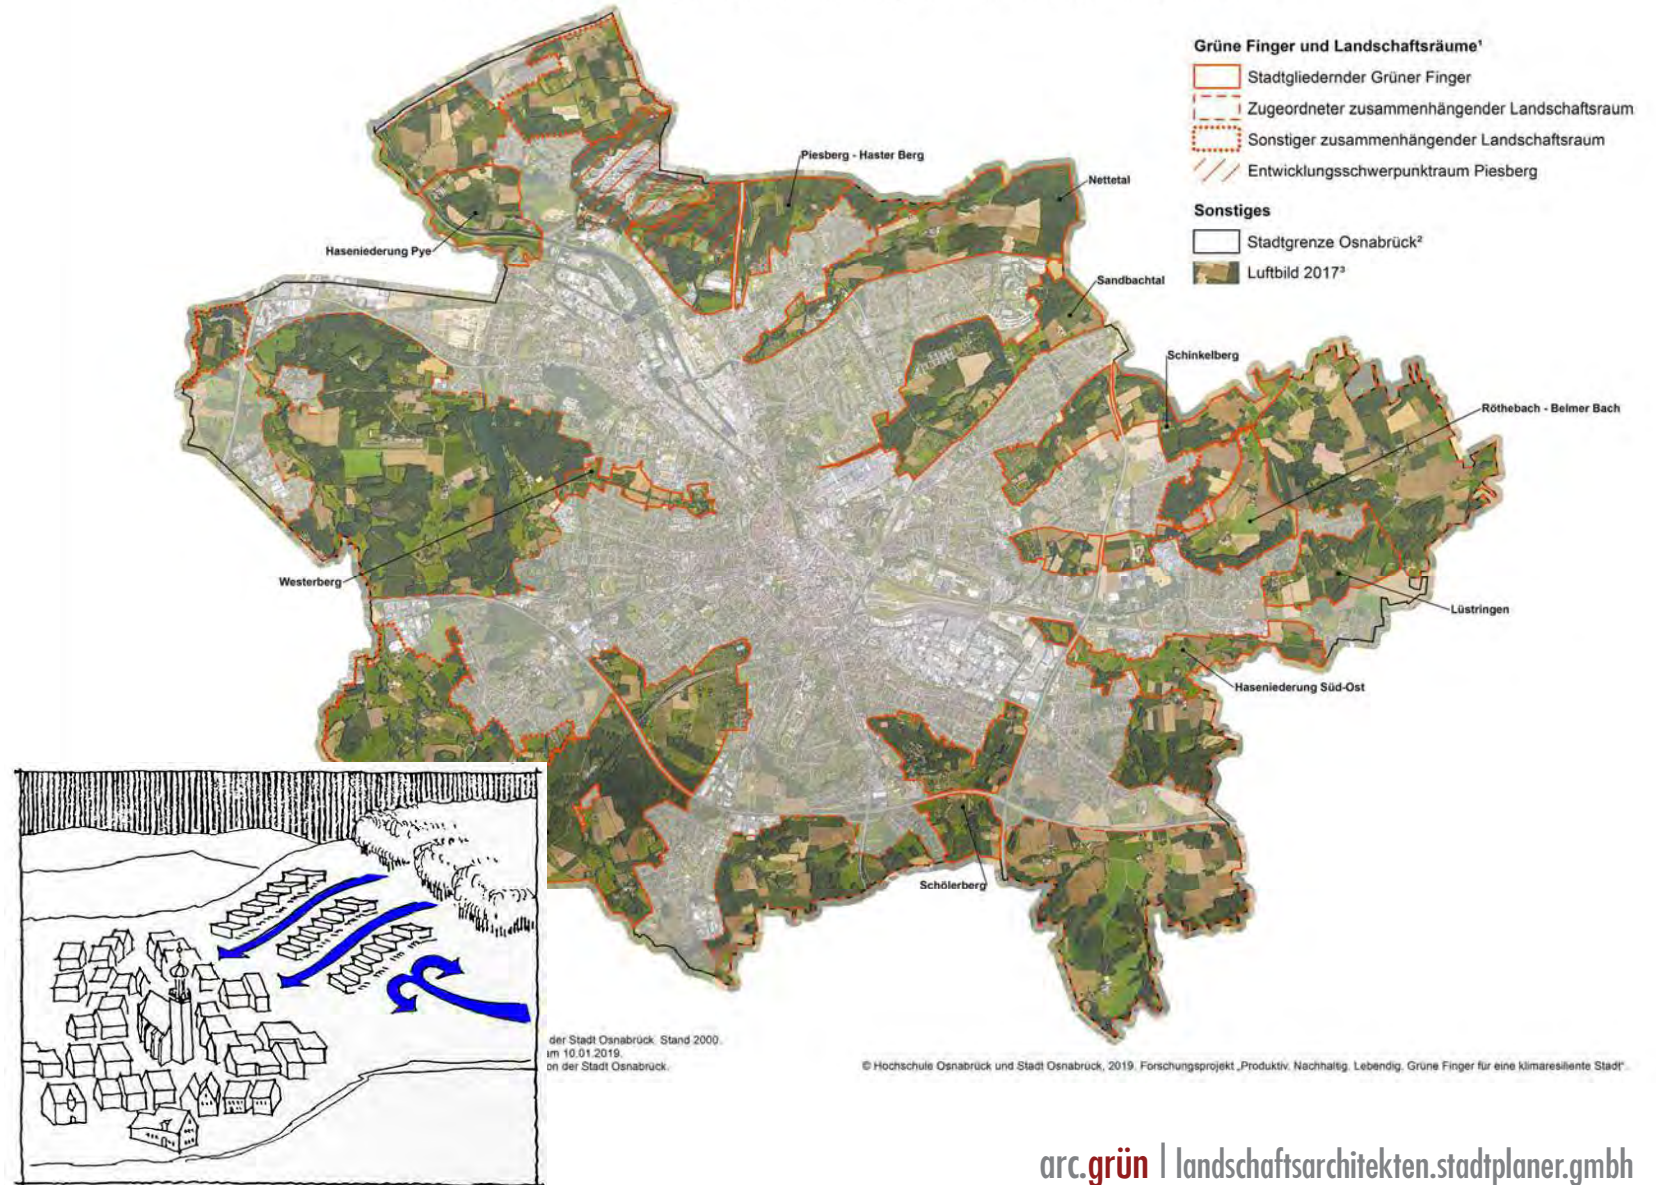 Grüne Finger und Landschaftsräume¹
Stadtgliedernder Grüner Finger
Zugeordneter zusammenhängender Landschaftsraum
Sonstiger zusammenhängender Landschaftsraum
Entwicklungsschwerpunktraum Piesberg
Sonstiges
Stadtgrenze Osnabrück²
Luftbild 2017³
Piesberg - Haster Berg
Nettetal
Haseniederung Pye
Sandbachtal
Schinkelberg
Röthebach - Belmer Bach
Westerberg
Lüstringen
Haseniederung Süd-Ost
Schölerberg
der Stadt Osnabrück. Stand 2000.
am 10.01.2019.
on der Stadt Osnabrück.
© Hochschule Osnabrück und Stadt Osnabrück, 2019. Forschungsprojekt „Produktiv. Nachhaltig. Lebendig. Grüne Finger für eine klimaresiliente Stadt“.
arc.grün | landschaftsarchitekten.stadtplaner.gmbh